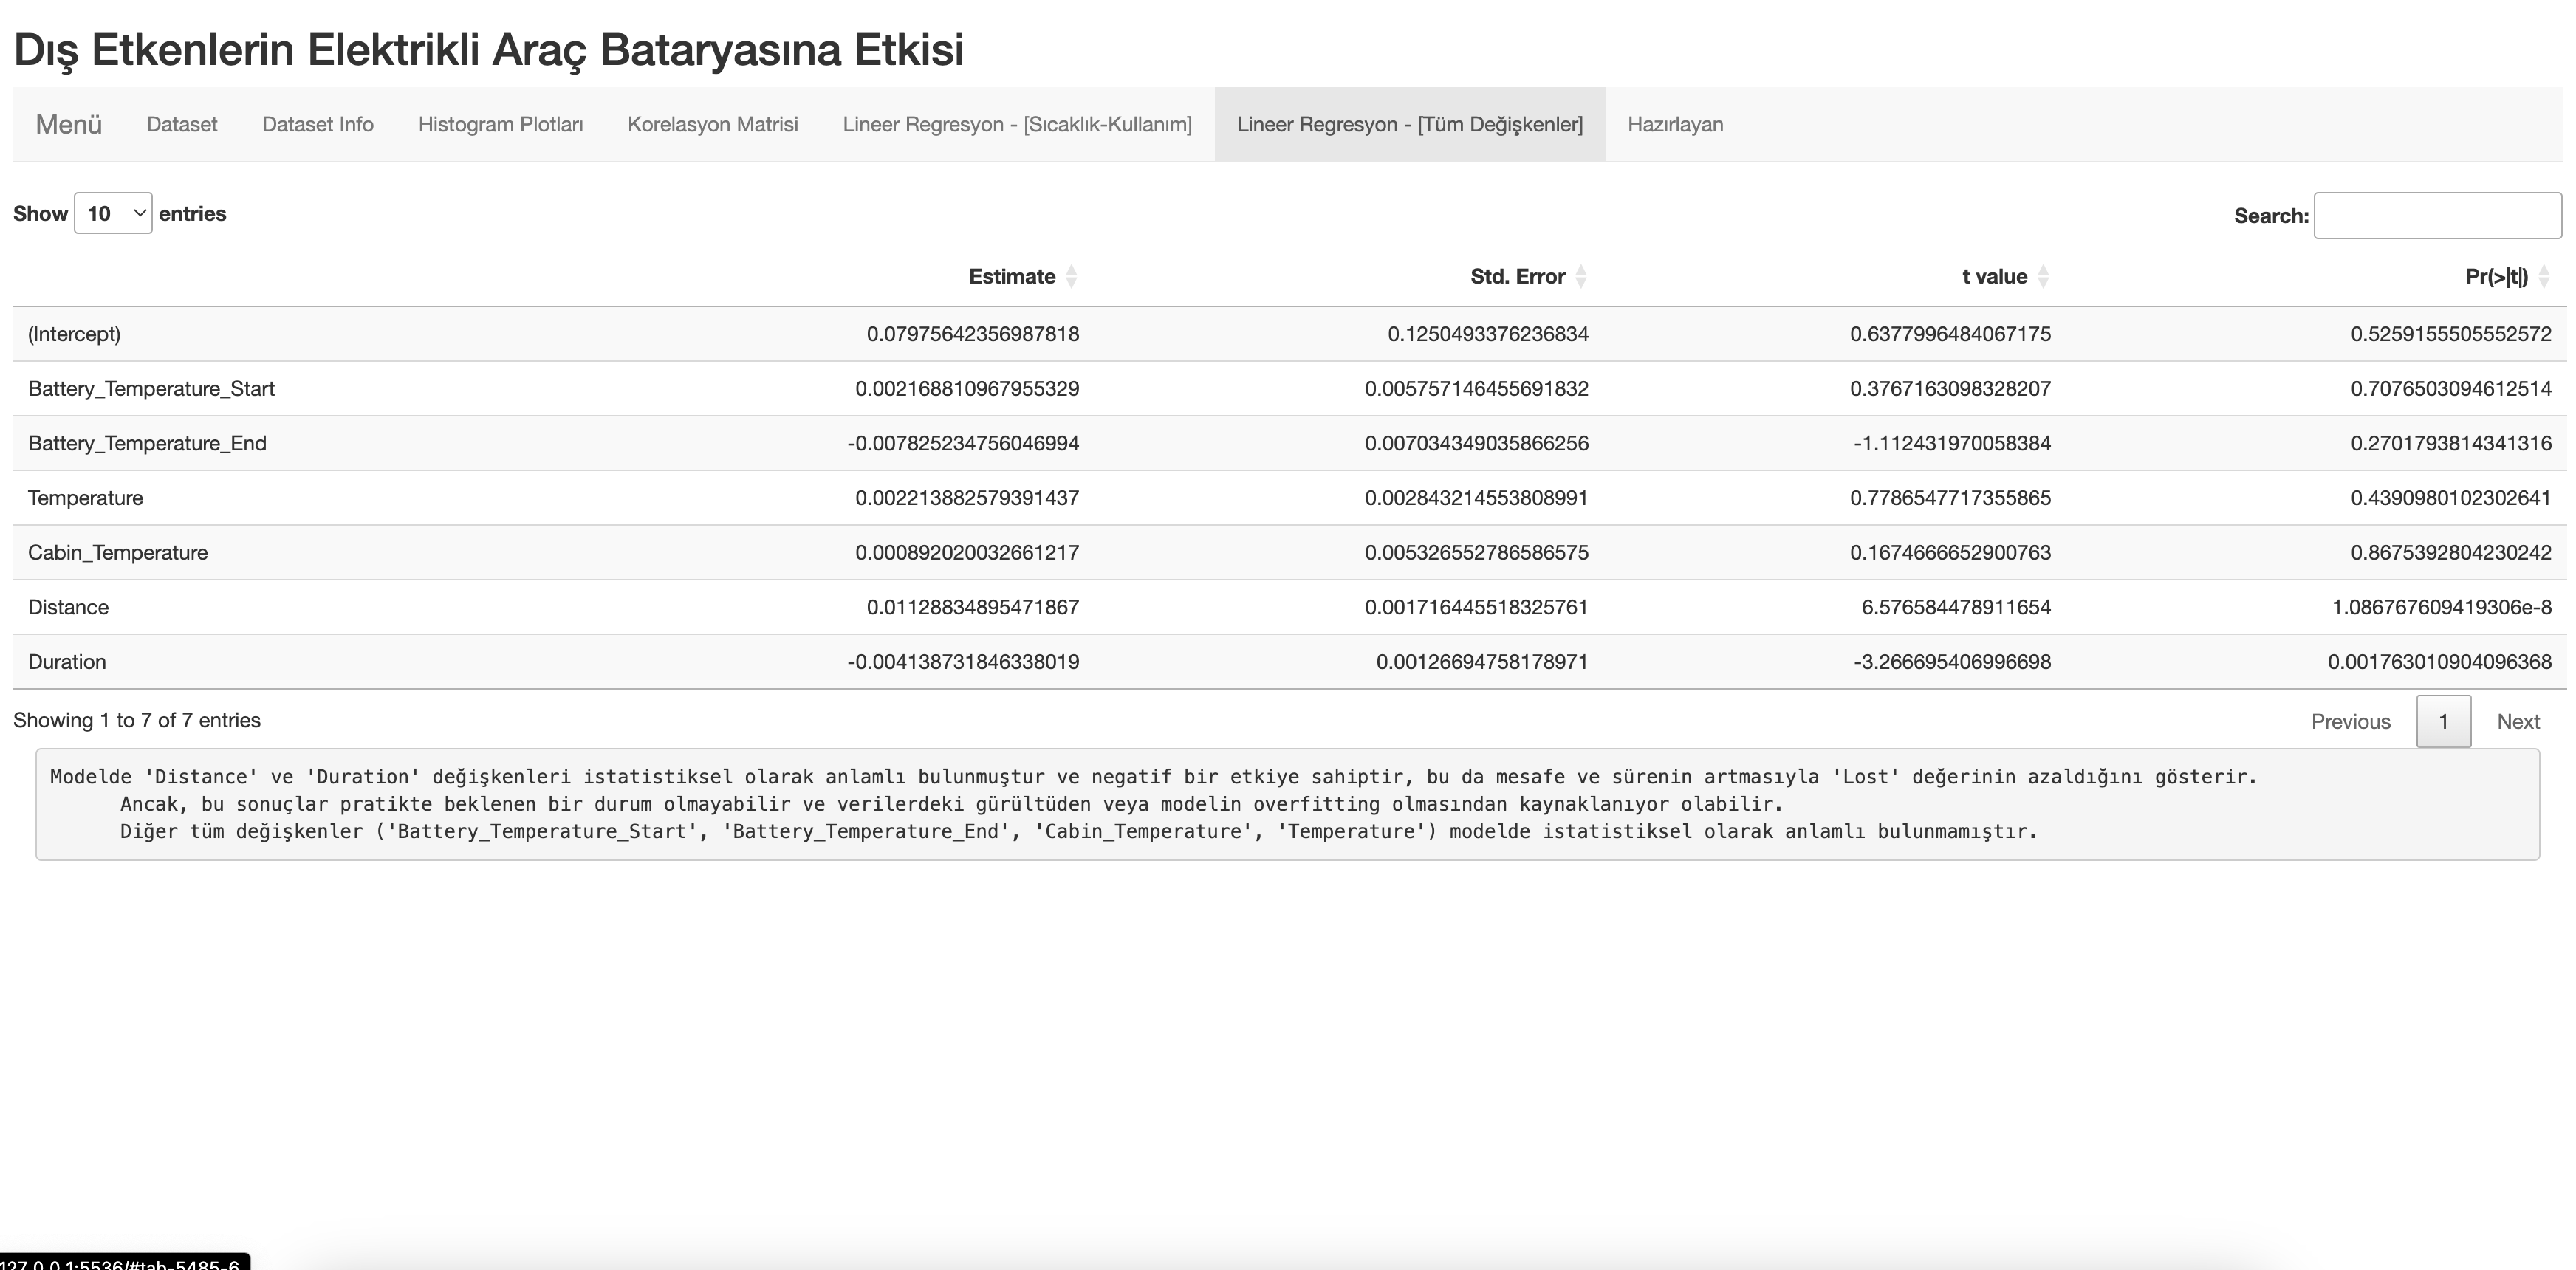 Dış Etkenlerin Elektrikli Araç Bataryasına Etkisi
Menü Dataset Dataset Info Histogram Plotları Korelasyon Matrisi Lineer Regresyon - [Sıcaklık-Kullanım] Lineer Regresyon - [Tüm Değişkenler] Hazırlayan
Show 10 entries Search:
Estimate Std. Error t value Pr(>|t|)
(Intercept) 0.07975642356987818 0.1250493376236834 0.6377996484067175 0.5259155505552572
Battery_Temperature_Start 0.002168810967955329 0.005757146455691832 0.3767163098328207 0.7076503094612514
Battery_Temperature_End -0.007825234756046994 0.007034349035866256 -1.112431970058384 0.2701793814341316
Temperature 0.002213882579391437 0.002843214553808991 0.7786547717355865 0.4390980102302641
Cabin_Temperature 0.000892020032661217 0.005326552786586575 0.1674666652900763 0.8675392804230242
Distance 0.01128834895471867 0.001716445518325761 6.576584478911654 1.086767609419306e-8
Duration -0.004138731846338019 0.00126694758178971 -3.266695406996698 0.001763010904096368
Showing 1 to 7 of 7 entries Previous 1 Next
Modelde 'Distance' ve 'Duration' değişkenleri istatistiksel olarak anlamlı bulunmuştur ve negatif bir etkiye sahiptir, bu da mesafe ve sürenin artmasıyla 'Lost' değerinin azaldığını gösterir.
Ancak, bu sonuçlar pratikte beklenen bir durum olmayabilir ve verilerdeki gürültüden veya modelin overfitting olmasından kaynaklanıyor olabilir.
Diğer tüm değişkenler ('Battery_Temperature_Start', 'Battery_Temperature_End', 'Cabin_Temperature', 'Temperature') modelde istatistiksel olarak anlamlı bulunmamıştır.
127.0.0.1:5536/#tab-5485-6